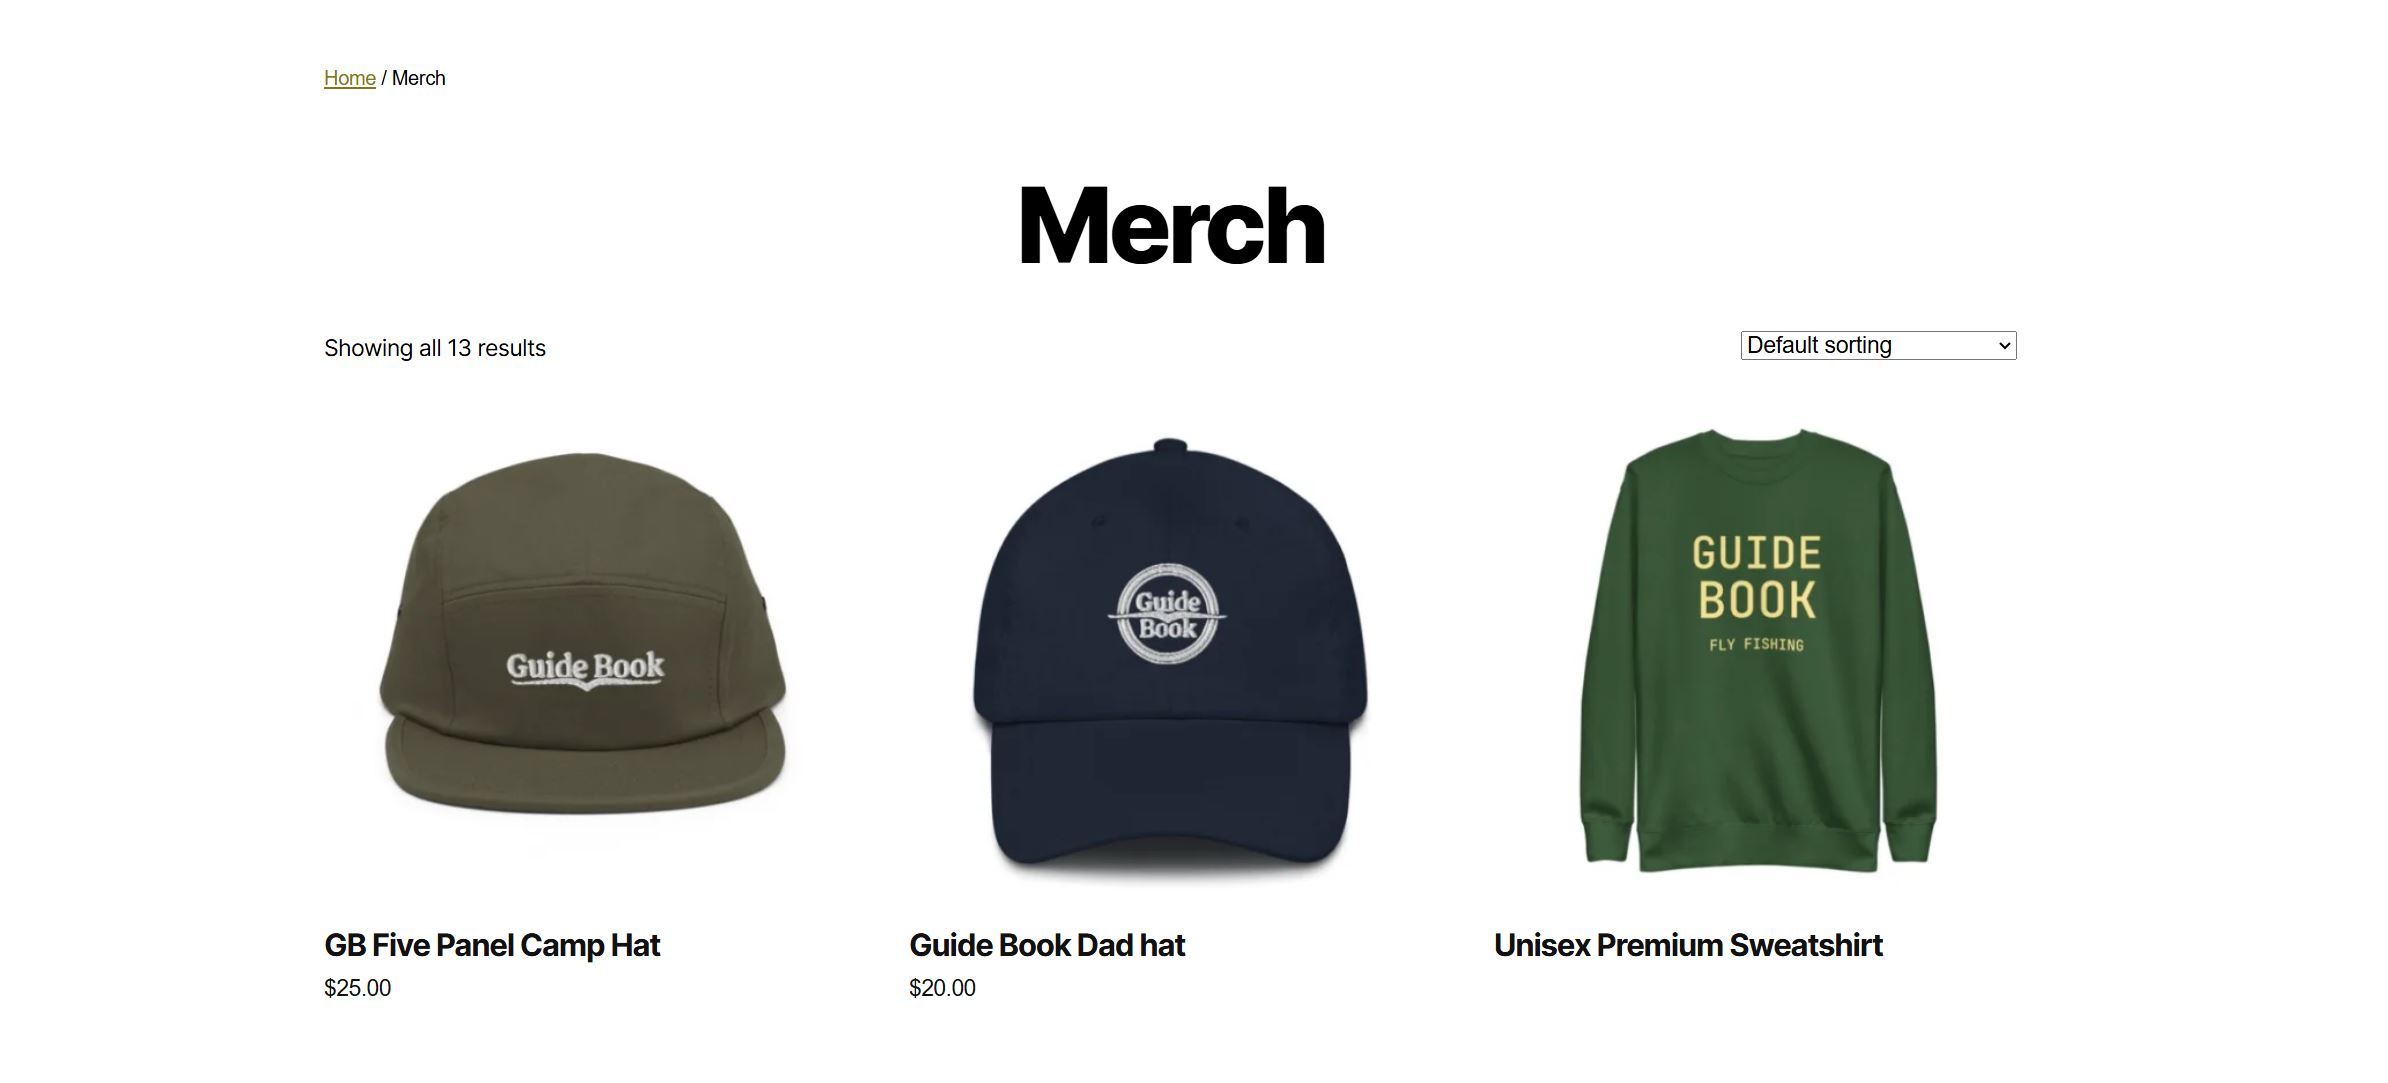 Home / Merch
Merch
Showing all 13 results
Default sorting
Guide Book
Guide
Book
GUIDE
BOOK
FLY FISHING
GB Five Panel Camp Hat
Guide Book Dad hat
Unisex Premium Sweatshirt
$25.00
$20.00